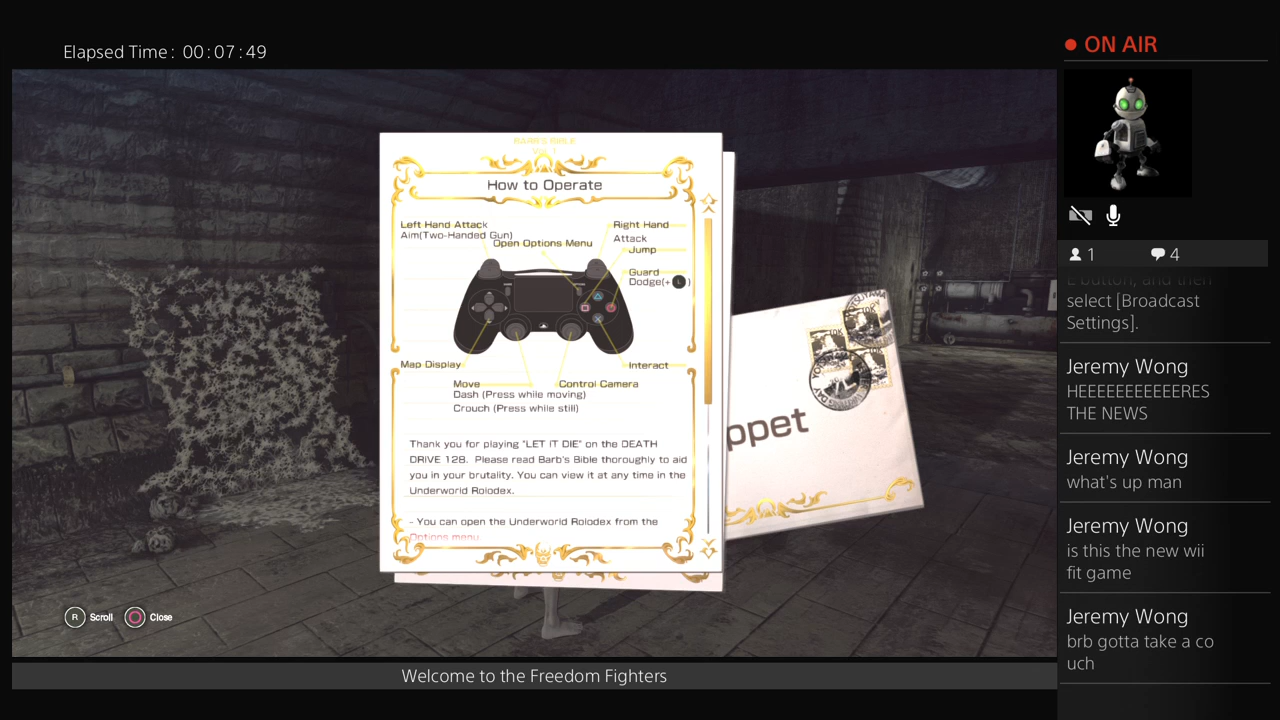 Elapsed Time: 00:07:49
ON AIR
1
4
BARB'S BIBLE
Vol. 1
How to Operate
Left Hand Attack
Aim(Two-Handed Gun)
Open Options Menu
Right Hand
Attack
Jump
Guard
Dodge(+ L )
Map Display
Interact
Move
Control Camera
Dash (Press while moving)
Crouch (Press while still)
Thank you for playing "LET IT DIE" on the DEATH
DRIVE 128. Please read Barb's Bible thoroughly to aid
you in your brutality. You can view it at any time in the
Underworld Rolodex.
- You can open the Underworld Rolodex from the
Options menu.
ppet
R Scroll
Close
Welcome to the Freedom Fighters
E button, and then
select [Broadcast
Settings].
Jeremy Wong
HEEEEEEEEEEERES
THE NEWS
Jeremy Wong
what's up man
Jeremy Wong
is this the new wii
fit game
Jeremy Wong
brb gotta take a co
uch